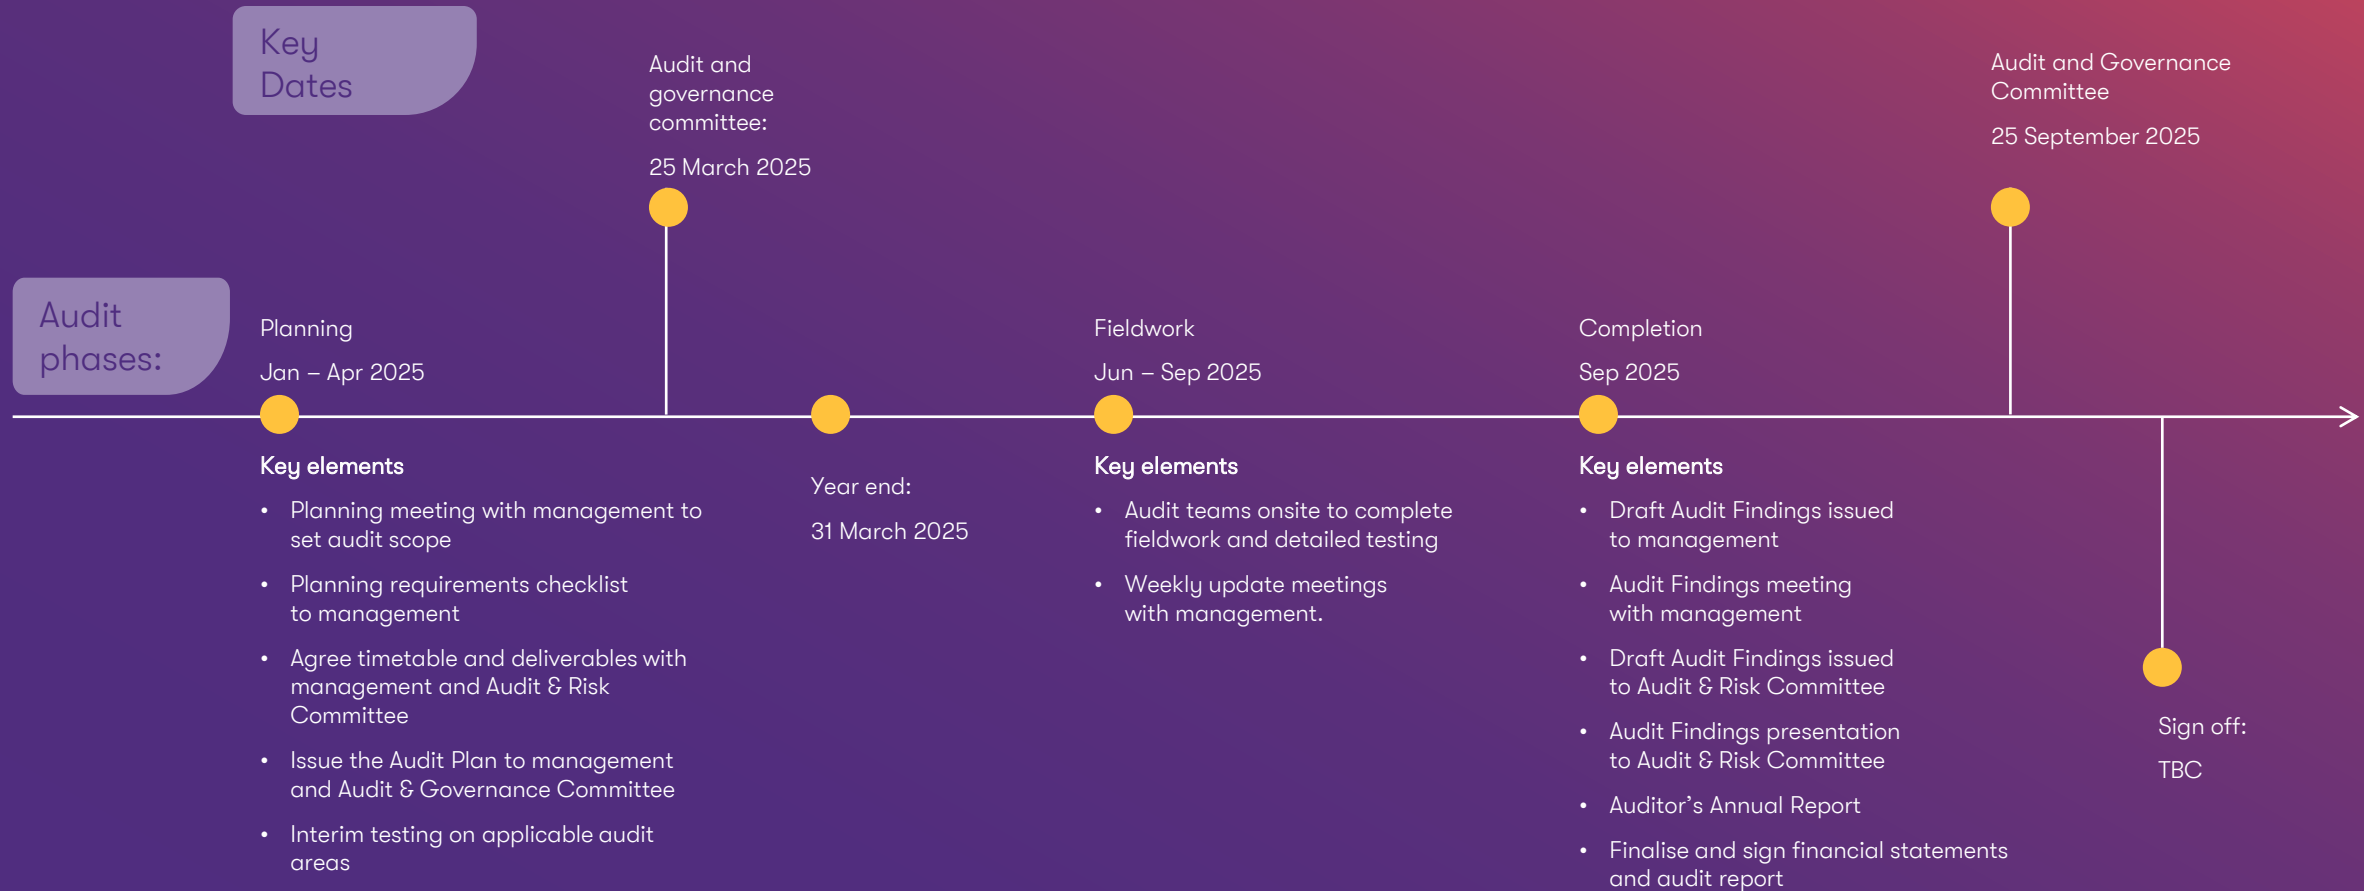 Key
Dates
Audit and
governance
committee:
25 March 2025
Audit and Governance
Committee
25 September 2025
Audit
phases:
Planning
Jan – Apr 2025
Fieldwork
Jun – Sep 2025
Completion
Sep 2025
Key elements
• Planning meeting with management to
set audit scope
• Planning requirements checklist
to management
• Agree timetable and deliverables with
management and Audit & Risk
Committee
• Issue the Audit Plan to management
and Audit & Governance Committee
• Interim testing on applicable audit
areas
Year end:
31 March 2025
Key elements
• Audit teams onsite to complete
fieldwork and detailed testing
• Weekly update meetings
with management.
Key elements
• Draft Audit Findings issued
to management
• Audit Findings meeting
with management
• Draft Audit Findings issued
to Audit & Risk Committee
• Audit Findings presentation
to Audit & Risk Committee
• Auditor’s Annual Report
• Finalise and sign financial statements
and audit report
Sign off:
TBC